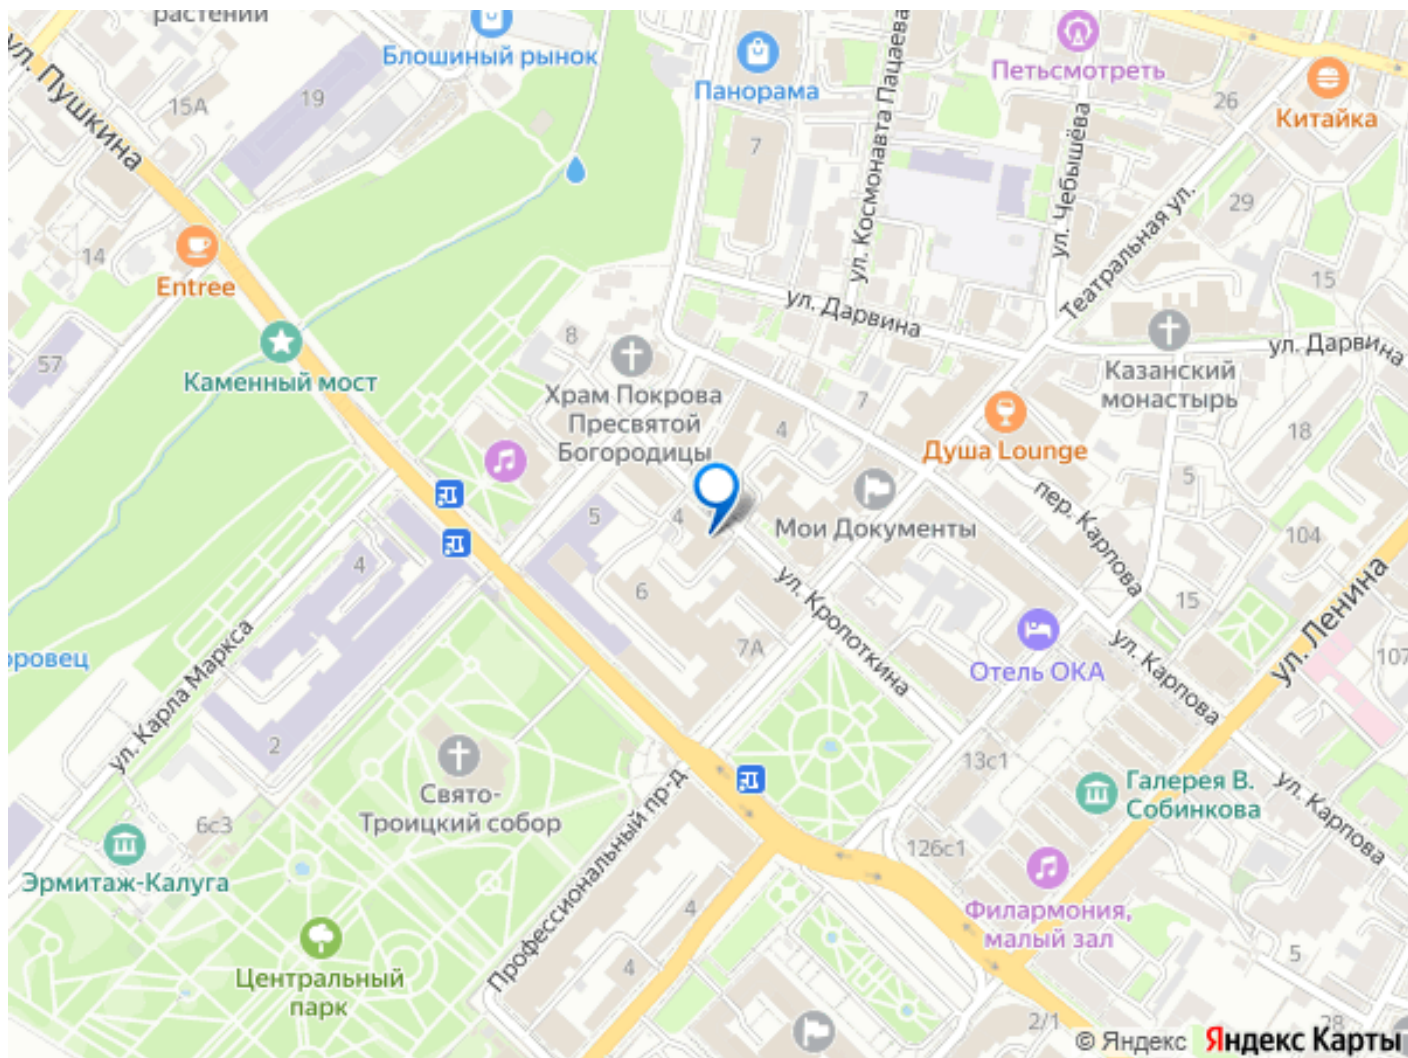 растений
Блошиный рынок
Панорама
Петьсмотреть
Китайка
ул. Пушкина
15А
19
7
26
ул. Космонавта Пацаева
ул. Чебышёва
Театральная ул.
29
14
Entree
15
57
Каменный мост
8
ул. Дарвина
ул. Дарвина
Храм Покрова
Пресвятой
Богородицы
Казанский
монастырь
7
4
18
Душа Lounge
5
пер. Карпова
Мои Документы
5
4
104
4
6
ул. Кропоткина
15
ул. Ленина
7А
Отель ОКА
107
оровец
ул. Карла Маркса
ул. Карпова
2
13с1
Свято-
Троицкий собор
Галерея В.
Собинкова
ул. Карпова
6с3
Профессиональный пр-д
126с1
Эрмитаж-Калуга
Филармония,
малый зал
4
4
5
Центральный
парк
2/1
28
© Яндекс
Яндекс Карты